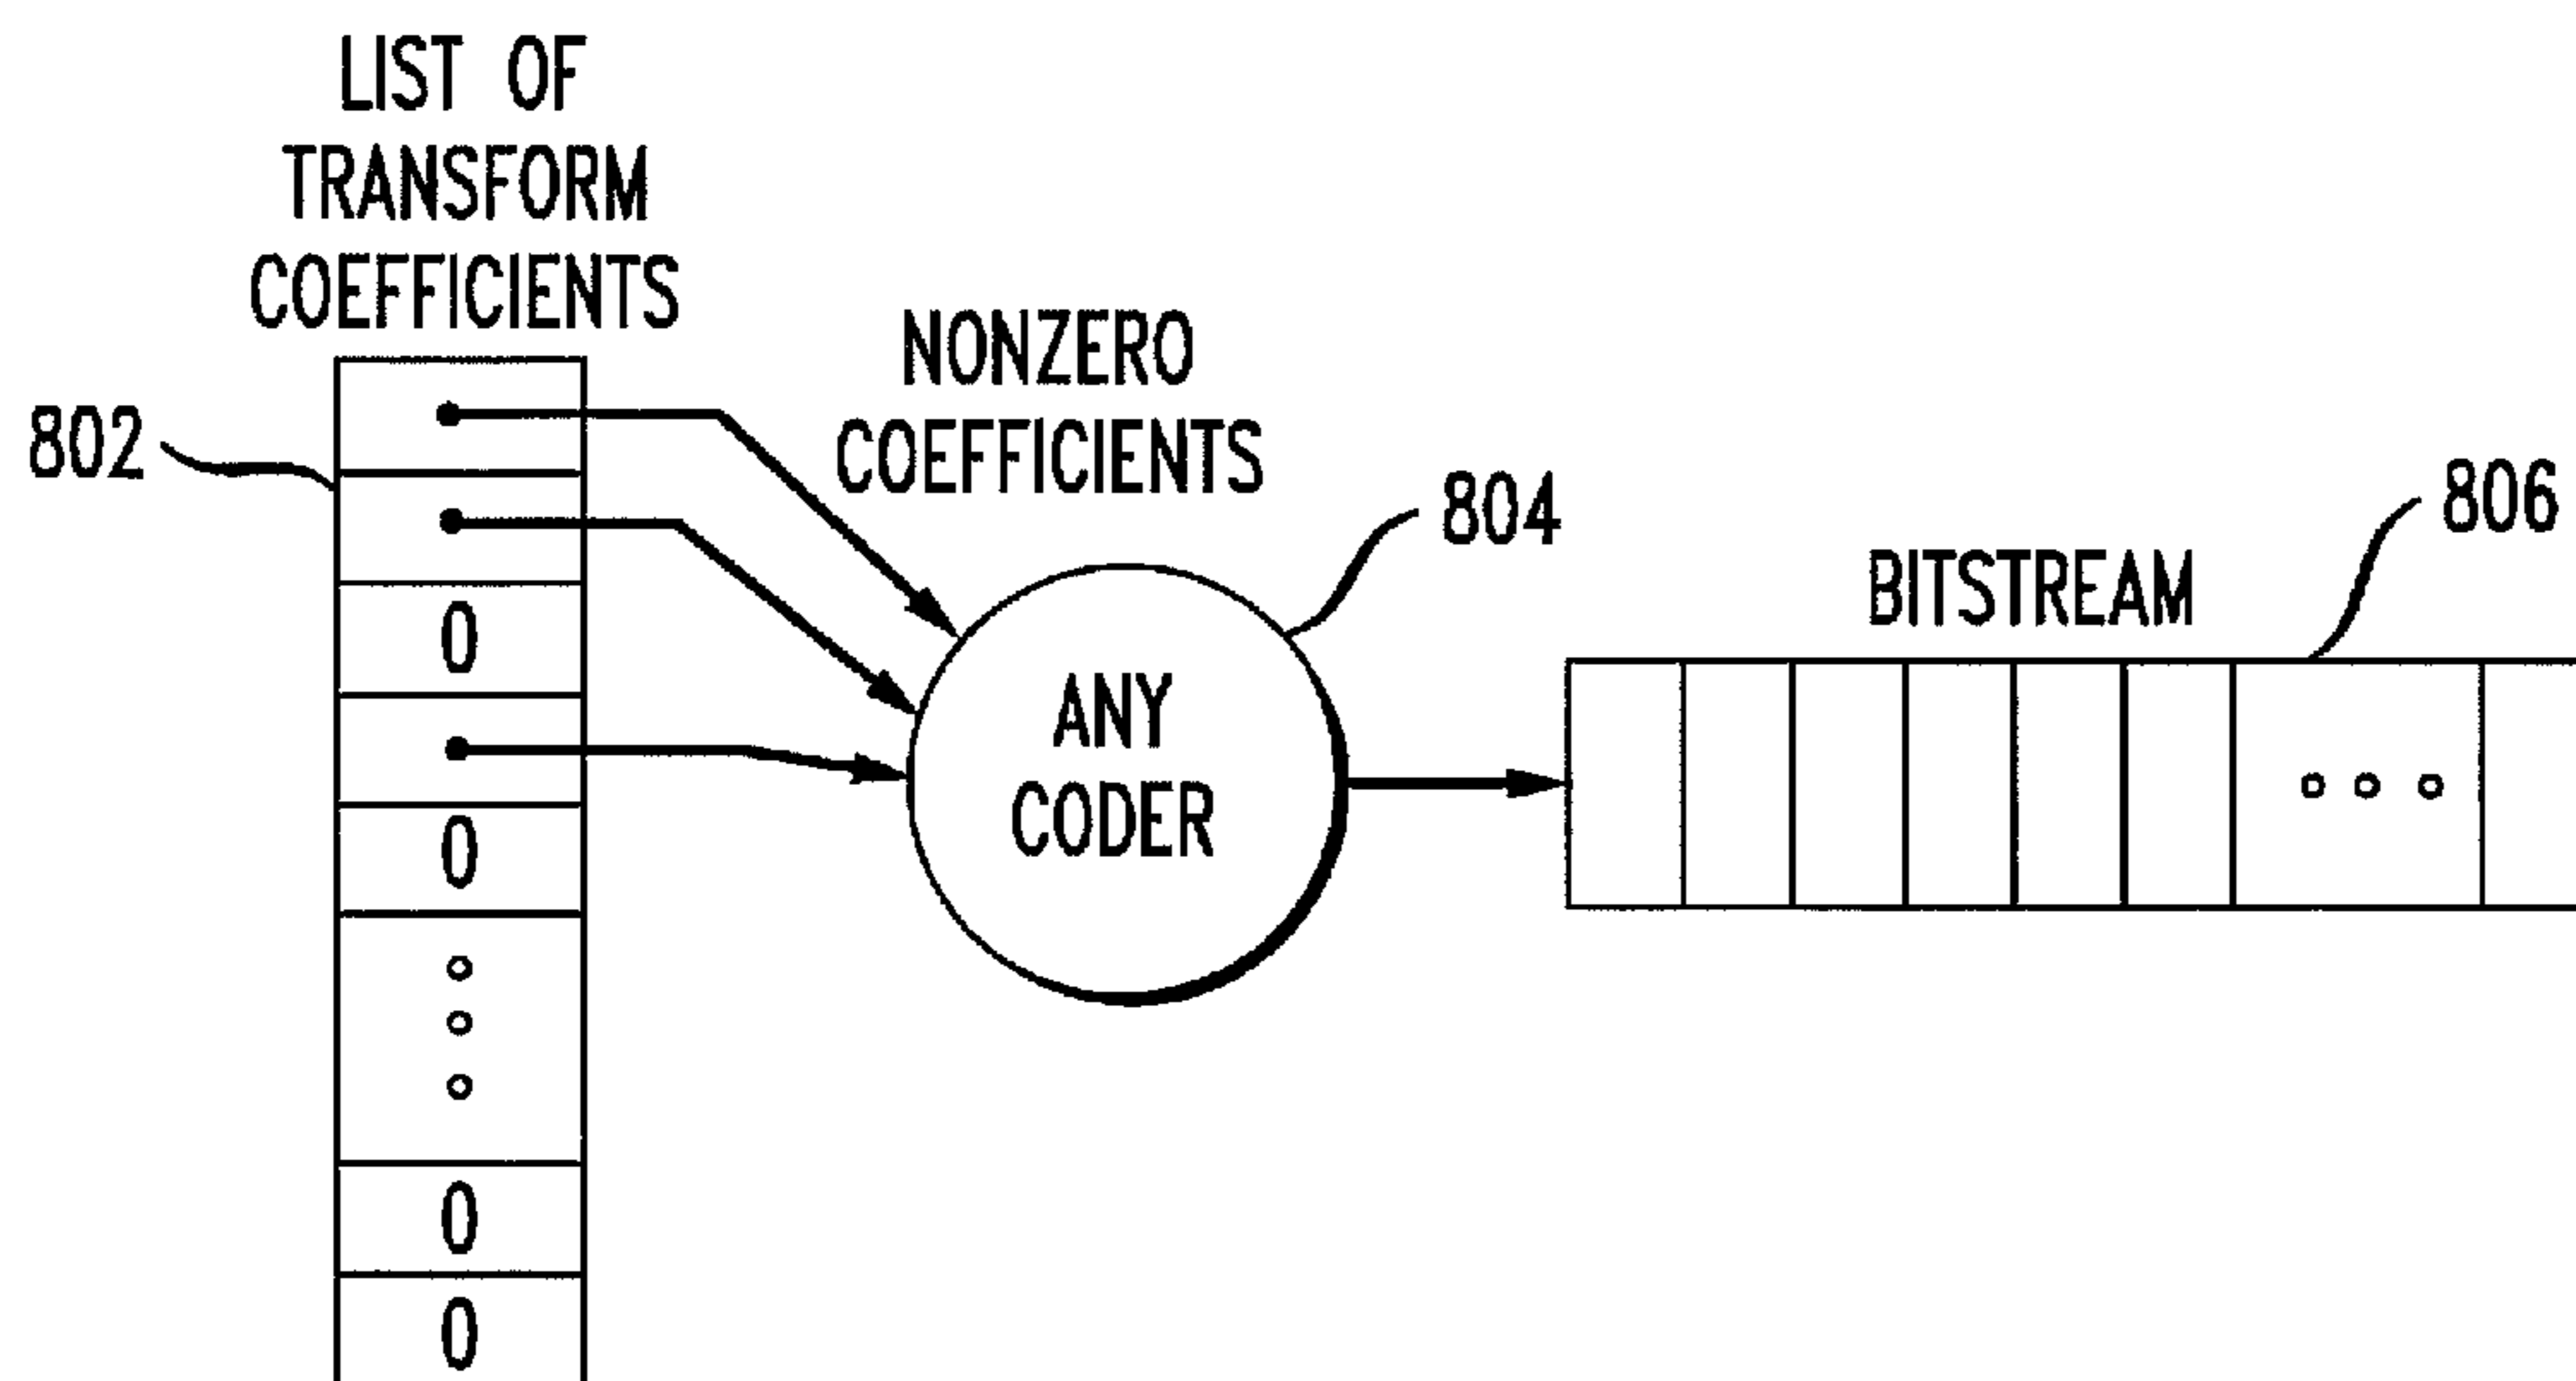 LIST OF
TRANSFORM
COEFFICIENTS
802
NONZERO
COEFFICIENTS
804
806
BITSTREAM
0
ANY
CODER
0
0
0